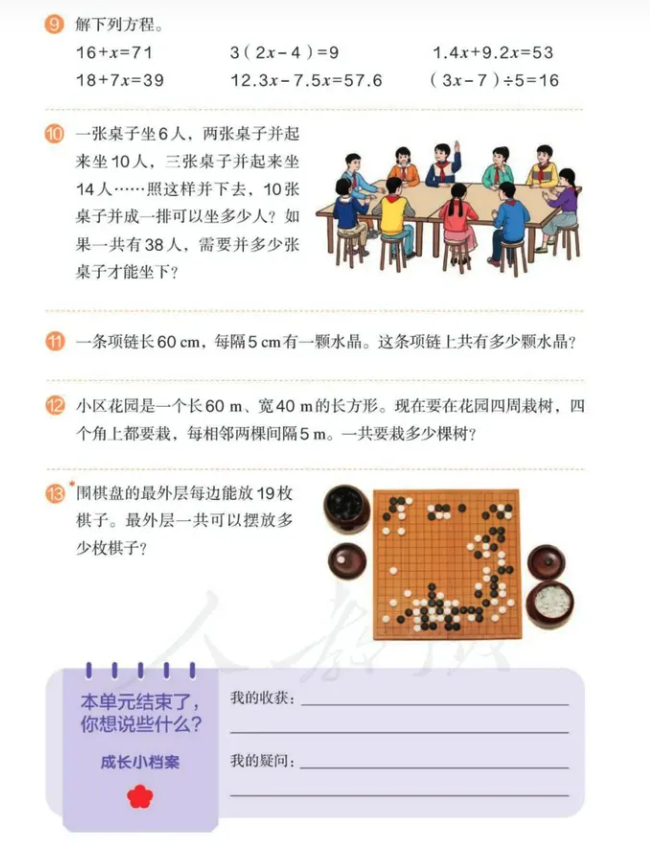 9 解下列方程。
16+x=71 3(2x-4)=9 1.4x+9.2x=53
18+7x=39 12.3x-7.5x=57.6 (3x-7)÷5=16
10 一张桌子坐6人，两张桌子并起
来坐10人，三张桌子并起来坐
14人……照这样并下去，10张
桌子并成一排可以坐多少人？如
果一共有38人，需要并多少张
桌子才能坐下？
11 一条项链长60 cm，每隔5 cm有一颗水晶。这条项链上共有多少颗水晶？
12 小区花园是一个长60 m、宽40 m的长方形。现在要在花园四周栽树，四
个角上都要栽，每相邻两棵间隔5 m。一共要栽多少棵树？
13* 围棋盘的最外层每边能放19枚
棋子。最外层一共可以摆放多
少枚棋子？
人教版
本单元结束了，
你想说些什么？
成长小档案
我的收获：
我的疑问：